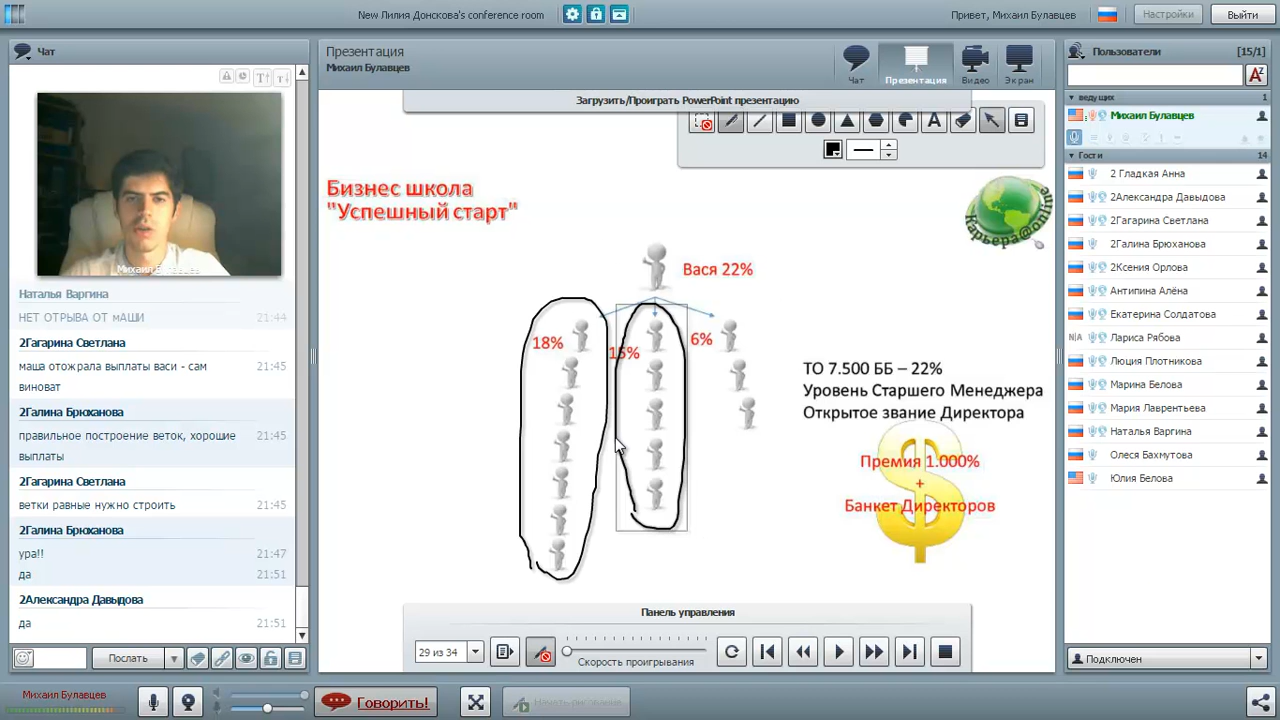 New Лилия Донскова's conference room
Привет, Михаил Булавцев
Настройки
Выйти
Чат
Михаил Булавцев
Наталья Варгина
НЕТ ОТРЫВА ОТ мАШИ 21:44
2Гагарина Светлана 21:45
маша отожрала выплаты васи - сам
виноват
2Галина Брюханова 21:45
правильное построение веток, хорошие
выплаты
2Гагарина Светлана 21:45
ветки равные нужно строить
2Галина Брюханова
ура!! 21:47
да 21:51
2Александра Давыдова
да 21:51
Послать
Презентация
Михаил Булавцев
Чат
Презентация
Видео
Экран
Загрузить/Проиграть PowerPoint презентацию
Бизнес школа
"Успешный старт"
Карьера@online
Вася 22%
18%
15%
6%
ТО 7.500 ББ – 22%
Уровень Старшего Менеджера
Открытое звание Директора
Премия 1.000%
+
Банкет Директоров
Панель управления
29 из 34
Скорость проигрывания
Пользователи [15/1]
ведущих 1
Михаил Булавцев
Гости 14
2 Гладкая Анна
2Александра Давыдова
2Гагарина Светлана
2Галина Брюханова
2Ксения Орлова
Антипина Алёна
Екатерина Солдатова
N/A Лариса Рябова
Люция Плотникова
Марина Белова
Мария Лаврентьева
Наталья Варгина
Олеся Бахмутова
Юлия Белова
Подключен
Михаил Булавцев
Говорить!